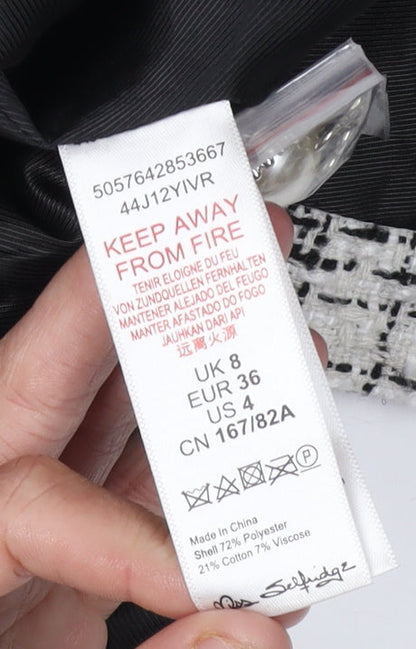 5057642853667
44J12YIVR
KEEP AWAY
FROM FIRE
TENIR ELOIGNE DU FEU
VON ZUNDQUELLEN FERNHALTEN
MANTENER ALEJADO DEL FEUGO
MANTER AFASTADO DO FOGO
JAUHKAN DARI API
远离火源
UK 8
EUR 36
US 4
CN 167/82A
P
Made in China
Shell 72% Polyester
21% Cotton 7% Viscose
Miss Selfridge